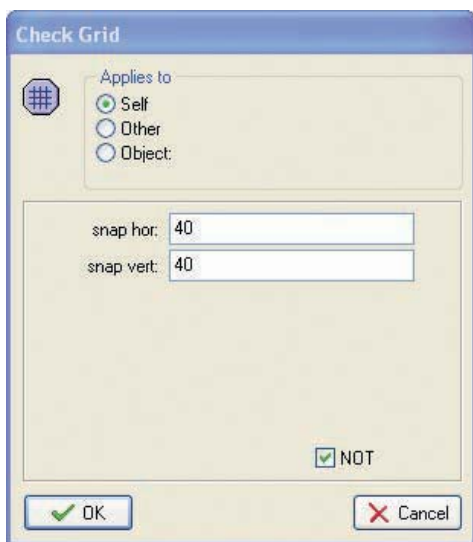 Check Grid
Applies to
Self
Other
Object:
snap hor: 40
snap vert: 40
NOT
OK
Cancel